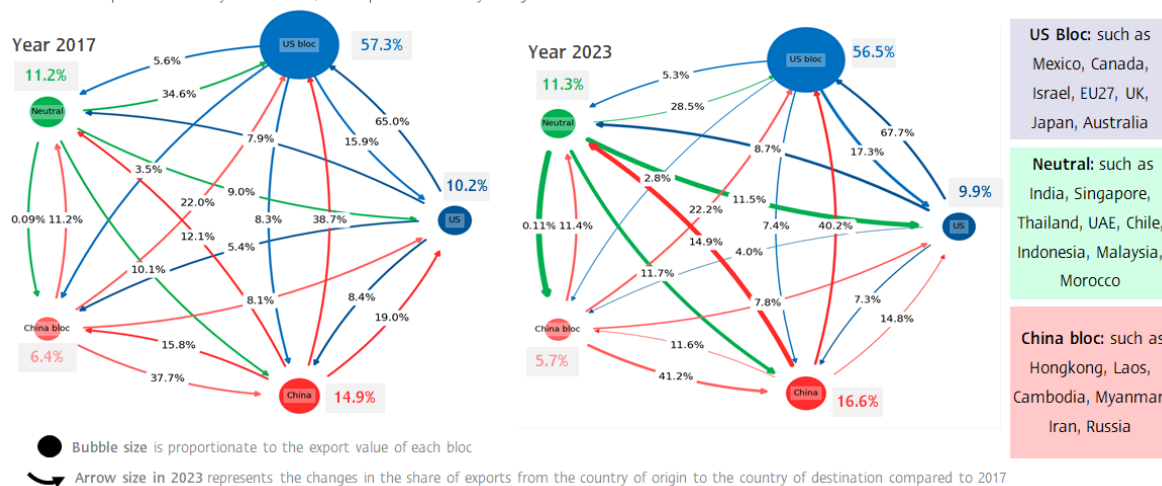 Year 2017
US bloc
57.3%
11.2%
Neutral
5.6%
34.6%
7.9%
65.0%
15.9%
3.5%
9.0%
10.2%
US
0.09%
11.2%
22.0%
8.3%
38.7%
5.4%
12.1%
10.1%
8.1%
8.4%
19.0%
China bloc
6.4%
15.8%
37.7%
China
14.9%
Year 2023
US bloc
56.5%
11.3%
Neutral
5.3%
28.5%
8.7%
67.7%
17.3%
2.8%
11.5%
9.9%
US
0.11%
11.4%
22.2%
7.4%
40.2%
14.9%
4.0%
11.7%
7.8%
7.3%
14.8%
China bloc
5.7%
11.6%
41.2%
China
16.6%
US Bloc: such as
Mexico, Canada,
Israel, EU27, UK,
Japan, Australia
Neutral: such as
India, Singapore,
Thailand, UAE, Chile,
Indonesia, Malaysia,
Morocco
China bloc: such as
Hongkong, Laos,
Cambodia, Myanmar
Iran, Russia
Bubble size is proportionate to the export value of each bloc
Arrow size in 2023 represents the changes in the share of exports from the country of origin to the country of destination compared to 2017